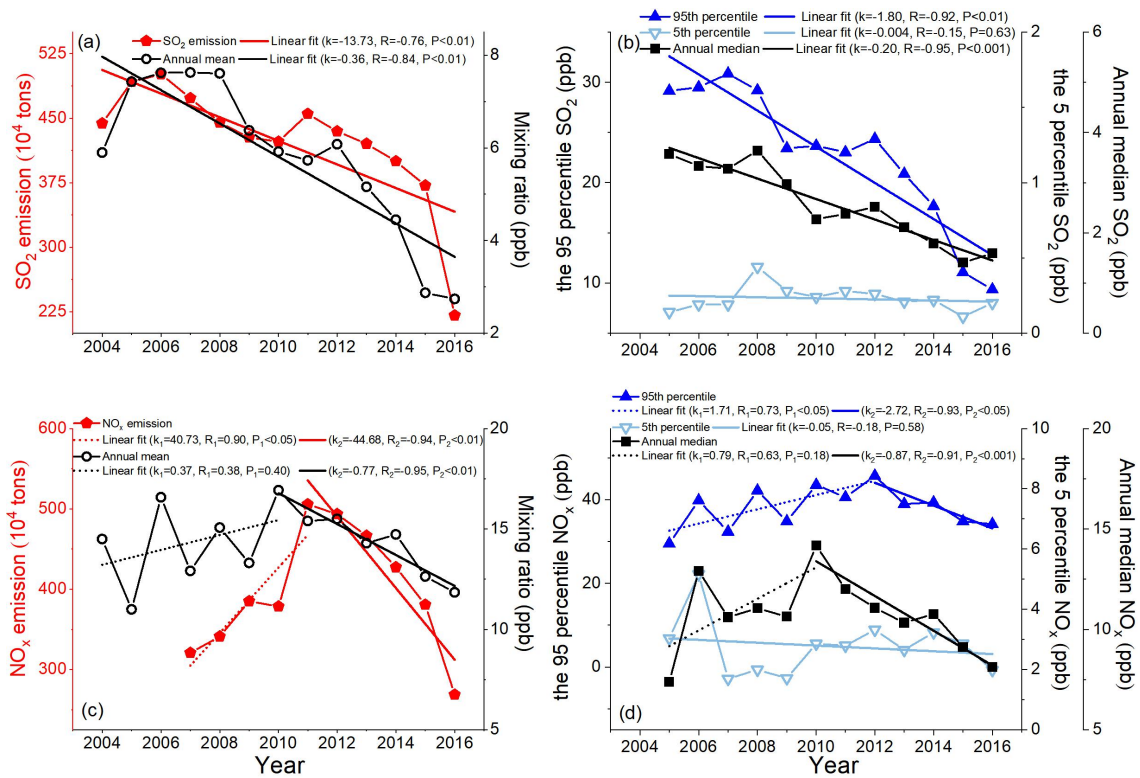 (a)
SO2 emission
Linear fit (k=-13.73, R=-0.76, P<0.01)
Annual mean
Linear fit (k=-0.36, R=-0.84, P<0.01)
525
450
375
300
225
SO2 emission (10^4 tons)
8
6
4
2
Mixing ratio (ppb)
2004 2006 2008 2010 2012 2014 2016
Year
(b)
95th percentile
Linear fit (k=-1.80, R=-0.92, P<0.01)
5th percentile
Linear fit (k=-0.004, R=-0.15, P=0.63)
Annual median
Linear fit (k=-0.20, R=-0.95, P<0.001)
30
20
10
0
the 95 percentile SO2 (ppb)
2
1
0
the 5 percentile SO2 (ppb)
6
4
2
0
Annual median SO2 (ppb)
2004 2006 2008 2010 2012 2014 2016
Year
NOx emission
Linear fit (k1=40.73, R1=0.90, P1<0.05)
(k2=-44.68, R2=-0.94, P2<0.01)
Annual mean
Linear fit (k1=0.37, R1=0.38, P1=0.40)
(k2=-0.77, R2=-0.95, P2<0.01)
600
500
400
300
NOx emission (10^4 tons)
20
15
10
5
Mixing ratio (ppb)
(c)
2004 2006 2008 2010 2012 2014 2016
Year
95th percentile
Linear fit (k1=1.71, R1=0.73, P1<0.05)
(k2=-2.72, R2=-0.93, P2<0.05)
5th percentile
Linear fit (k=-0.05, R=-0.18, P=0.58)
Annual median
Linear fit (k1=0.79, R1=0.63, P1=0.18)
(k2=-0.87, R2=-0.91, P2<0.001)
40
20
0
the 95 percentile NOx (ppb)
10
8
6
4
2
0
the 5 percentile NOx (ppb)
20
15
10
5
Annual median NOx (ppb)
(d)
2004 2006 2008 2010 2012 2014 2016
Year